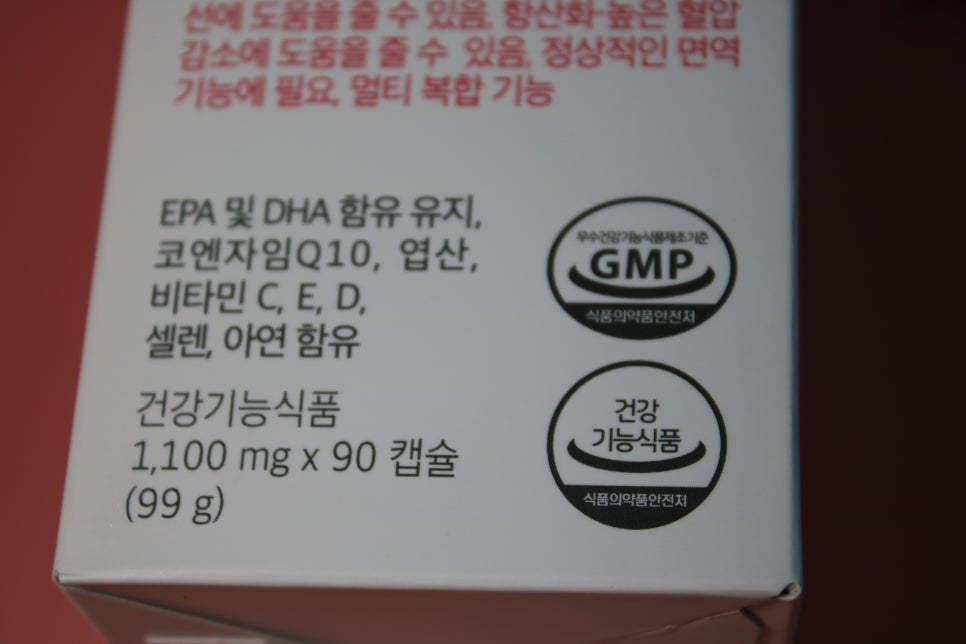 선에 도움을 줄 수 있음, 항산화·높은 혈압
감소에 도움을 줄 수 있음, 정상적인 면역
기능에 필요, 멀티 복합 기능
EPA 및 DHA 함유 유지,
코엔자임Q10, 엽산,
비타민 C, E, D,
셀렌, 아연 함유
건강기능식품
1,100 mg x 90 캡슐
(99 g)
우수건강기능식품제조기준
GMP
식품의약품안전처
건강
기능식품
식품의약품안전처